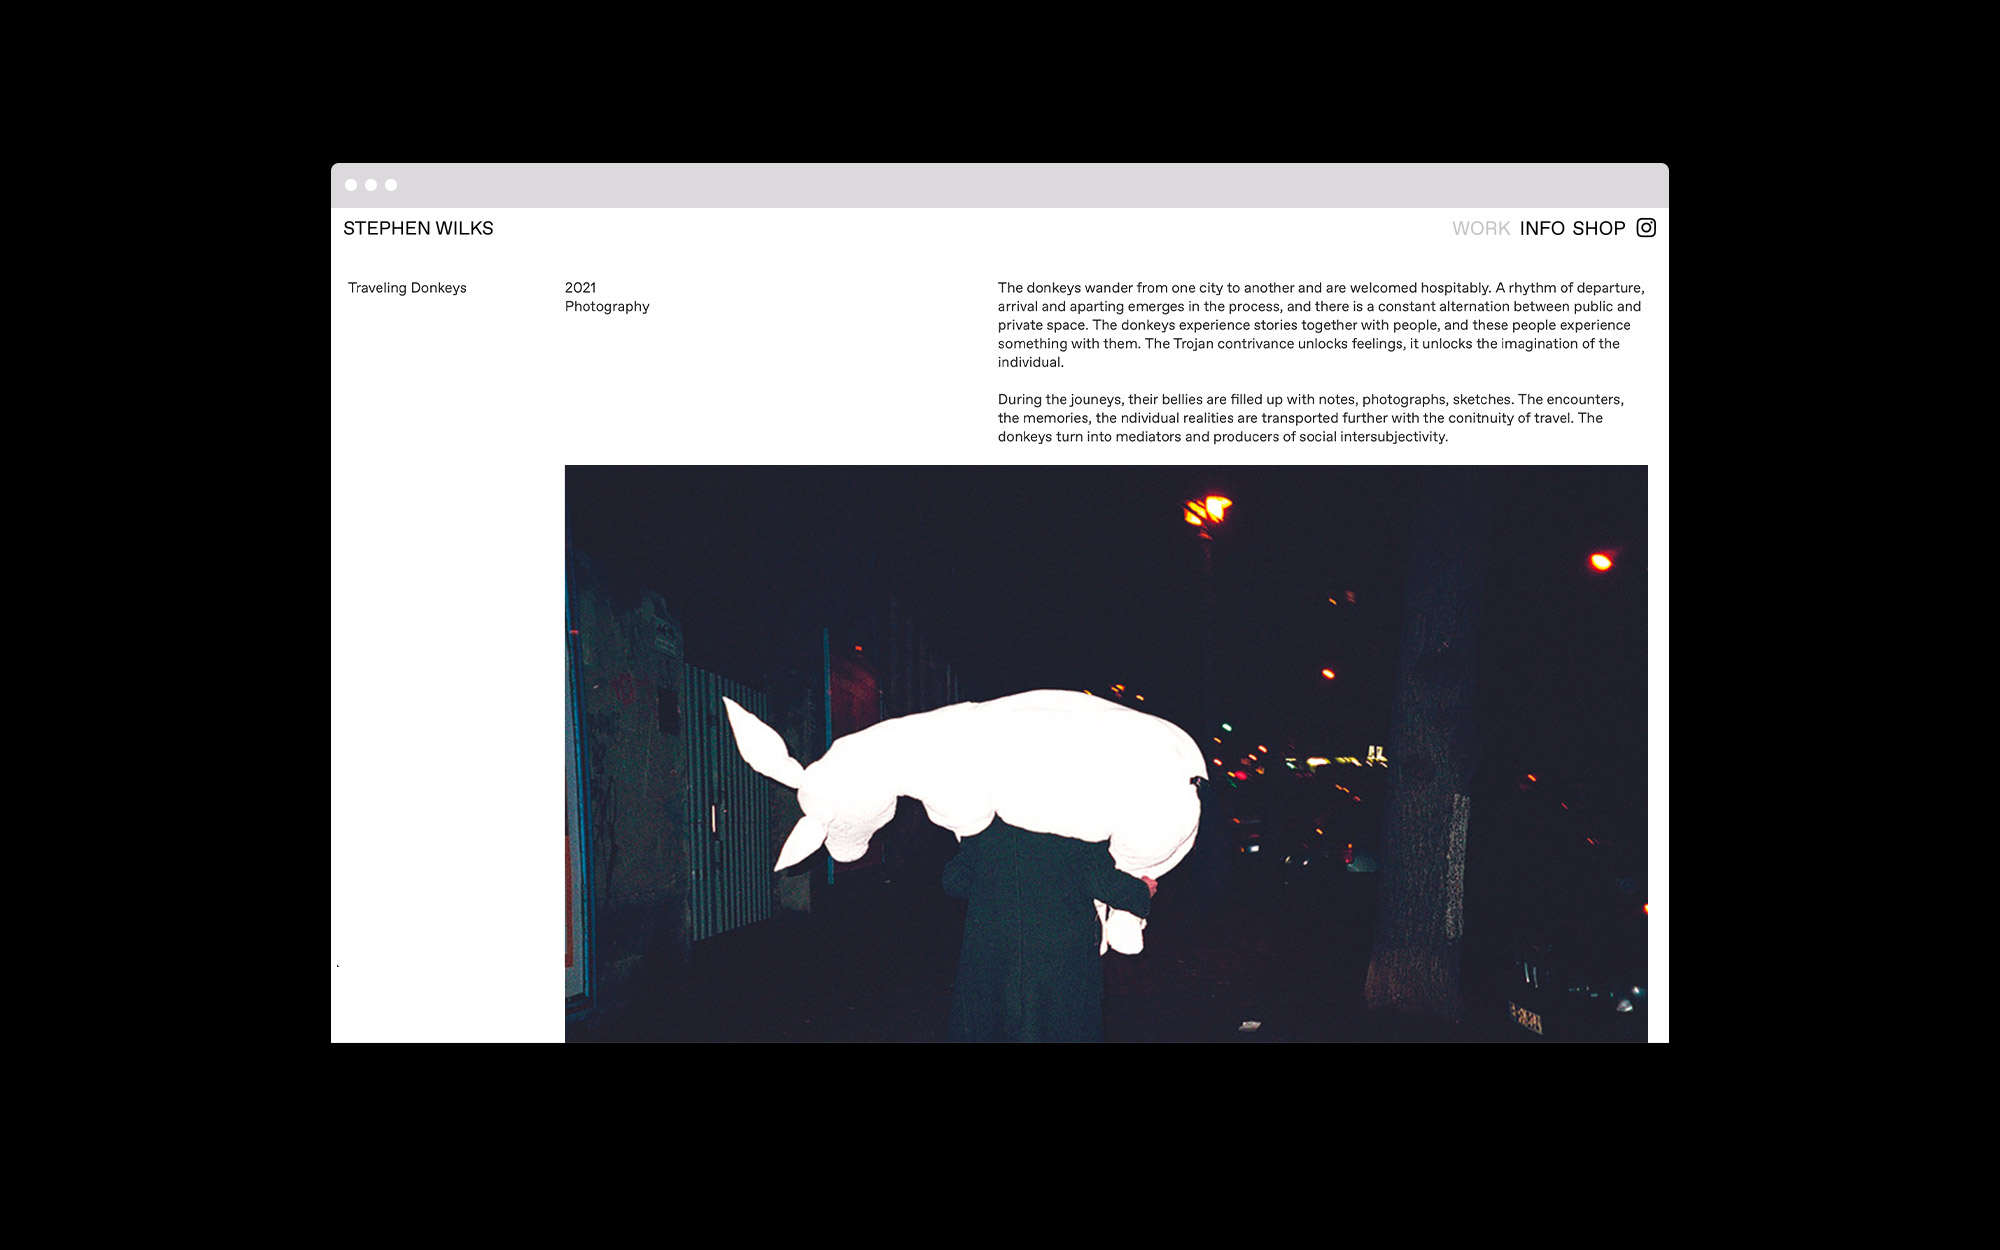 STEPHEN WILKS
WORK INFO SHOP
Traveling Donkeys
2021
Photography
The donkeys wander from one city to another and are welcomed hospitably. A rhythm of departure,
arrival and aparting emerges in the process, and there is a constant alternation between public and
private space. The donkeys experience stories together with people, and these people experience
something with them. The Trojan contrivance unlocks feelings, it unlocks the imagination of the
individual.
During the jouneys, their bellies are filled up with notes, photographs, sketches. The encounters,
the memories, the ndividual realities are transported further with the conitnuity of travel. The
donkeys turn into mediators and producers of social intersubjectivity.